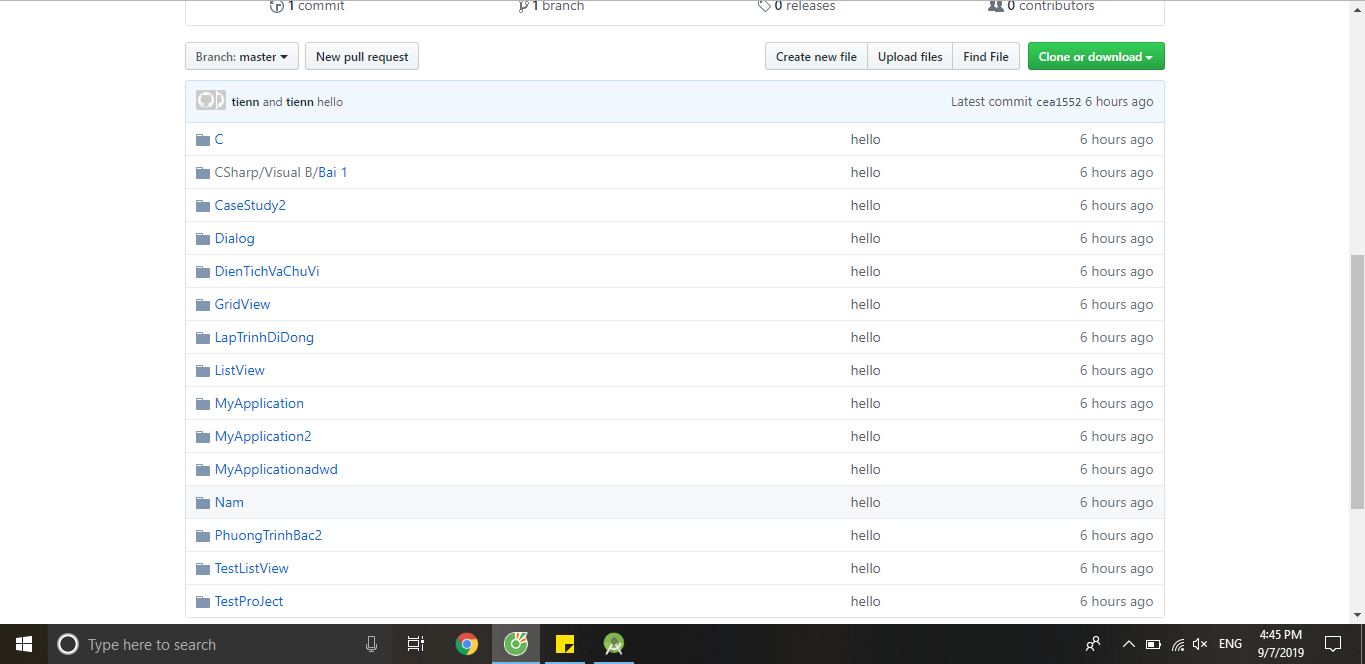 1 commit 1 branch 0 releases 0 contributors
Branch: master New pull request Create new file Upload files Find File Clone or download
tienn and tienn hello Latest commit cea1552 6 hours ago
C hello 6 hours ago
CSharp/Visual B/Bai 1 hello 6 hours ago
CaseStudy2 hello 6 hours ago
Dialog hello 6 hours ago
DienTichVaChuVi hello 6 hours ago
GridView hello 6 hours ago
LapTrinhDiDong hello 6 hours ago
ListView hello 6 hours ago
MyApplication hello 6 hours ago
MyApplication2 hello 6 hours ago
MyApplicationadwd hello 6 hours ago
Nam hello 6 hours ago
PhuongTrinhBac2 hello 6 hours ago
TestListView hello 6 hours ago
TestProJect hello 6 hours ago
Type here to search ENG 4:45 PM
9/7/2019